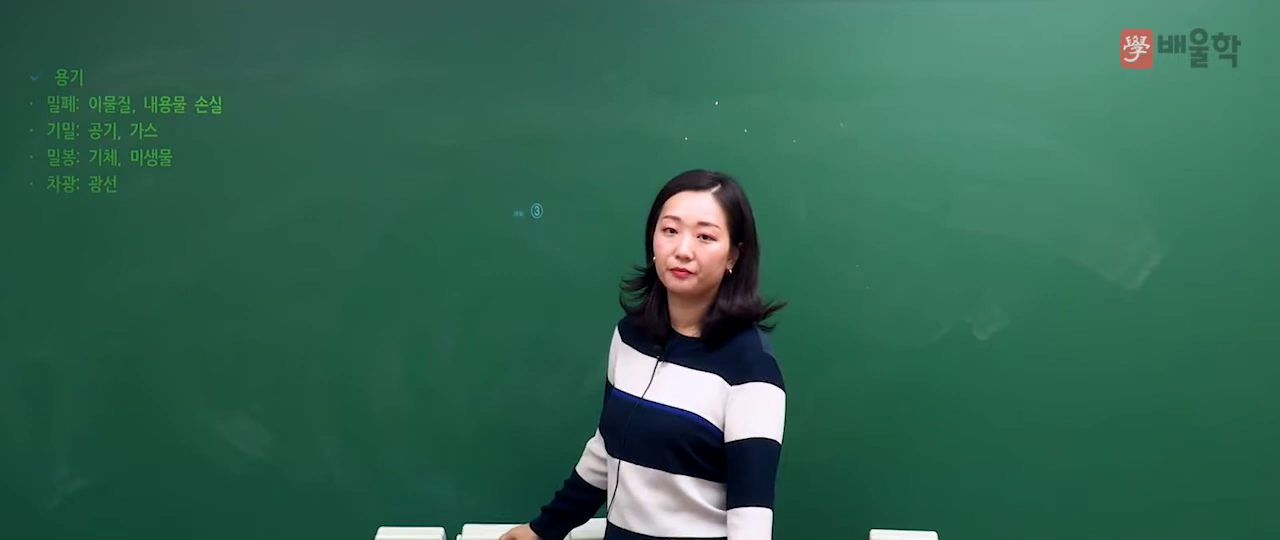 學 배울학
✓ 용기
· 밀폐: 이물질, 내용물 손실
· 기밀: 공기, 가스
· 밀봉: 기체, 미생물
· 차광: 광선
③